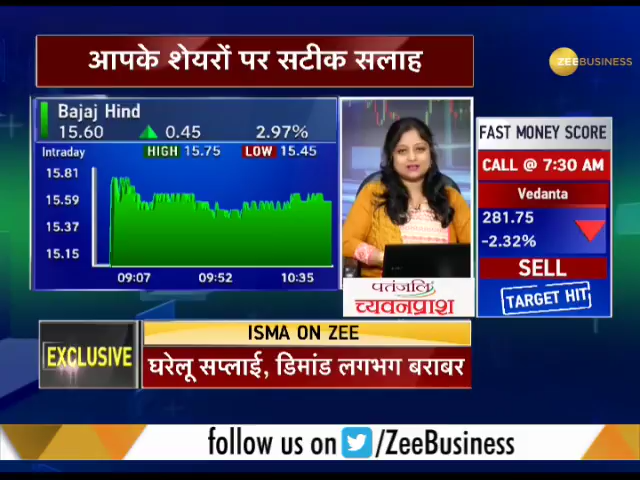 आपके शेयरों पर सटीक सलाह
ZEEBUSINESS
Bajaj Hind
15.60 0.45 2.97%
Intraday HIGH 15.75 LOW 15.45
15.81
15.59
15.37
15.15
09:07 09:52 10:35
पतंजलि
च्यवनप्राश
FAST MONEY SCORE
CALL @ 7:30 AM
Vedanta
281.75
-2.32%
SELL
TARGET HIT
EXCLUSIVE
ISMA ON ZEE
घरेलू सप्लाई, डिमांड लगभग बराबर
follow us on /ZeeBusiness